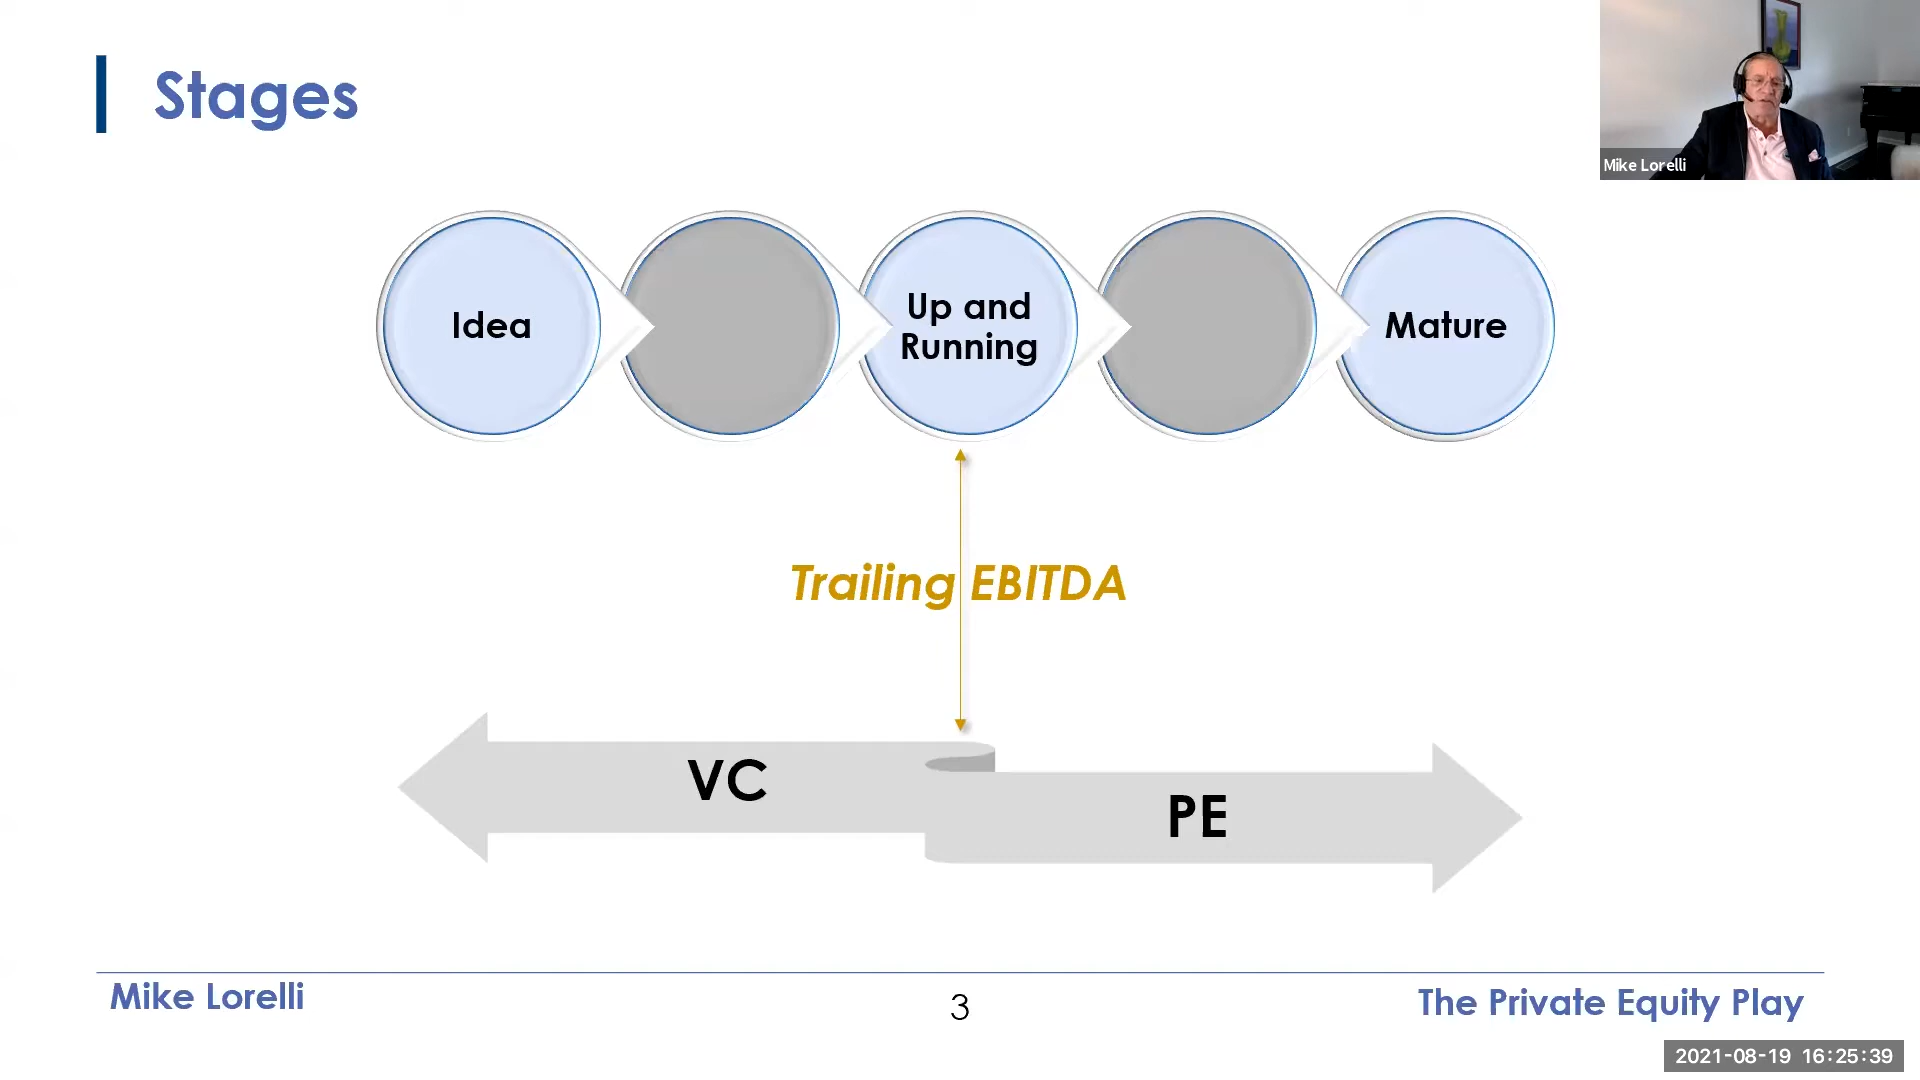 Stages
Mike Lorelli
Idea
Up and
Running
Mature
Trailing EBITDA
VC
PE
Mike Lorelli
3
The Private Equity Play
2021-08-19 16:25:39